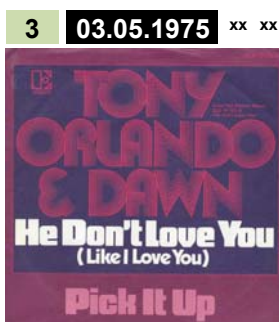 3 03.05.1975 xx xx
TONY
ORLANDO
& DAWN
He Don't Love You
(Like I Love You)
Pick It Up